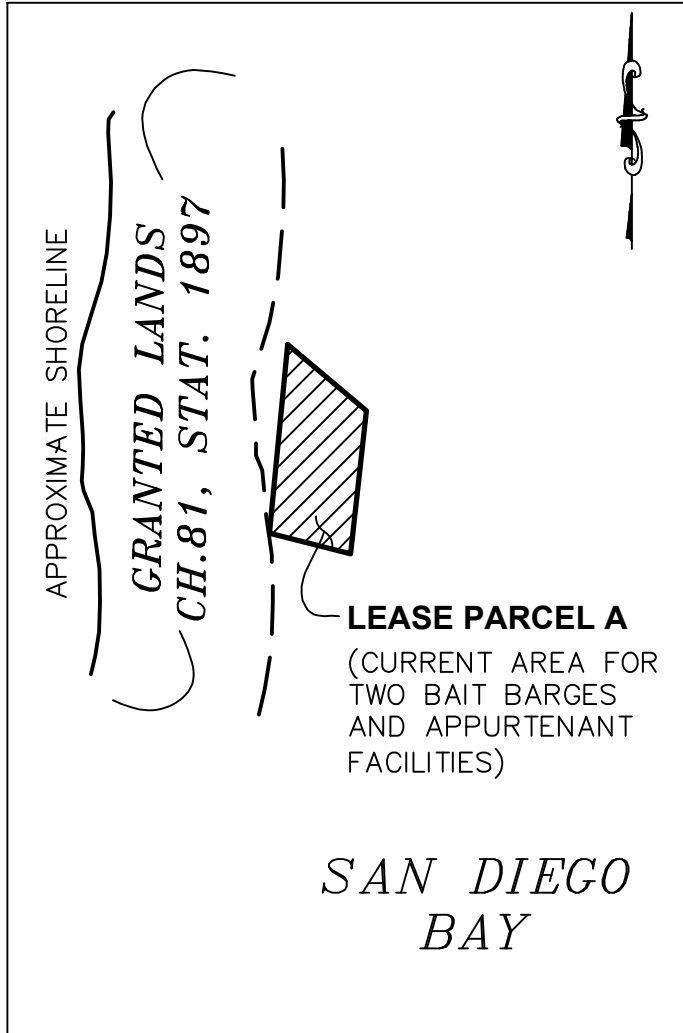 APPROXIMATE SHORELINE
GRANTED LANDS
CH.81, STAT. 1897
LEASE PARCEL A
(CURRENT AREA FOR
TWO BAIT BARGES
AND APPURTENANT
FACILITIES)
SAN DIEGO
BAY